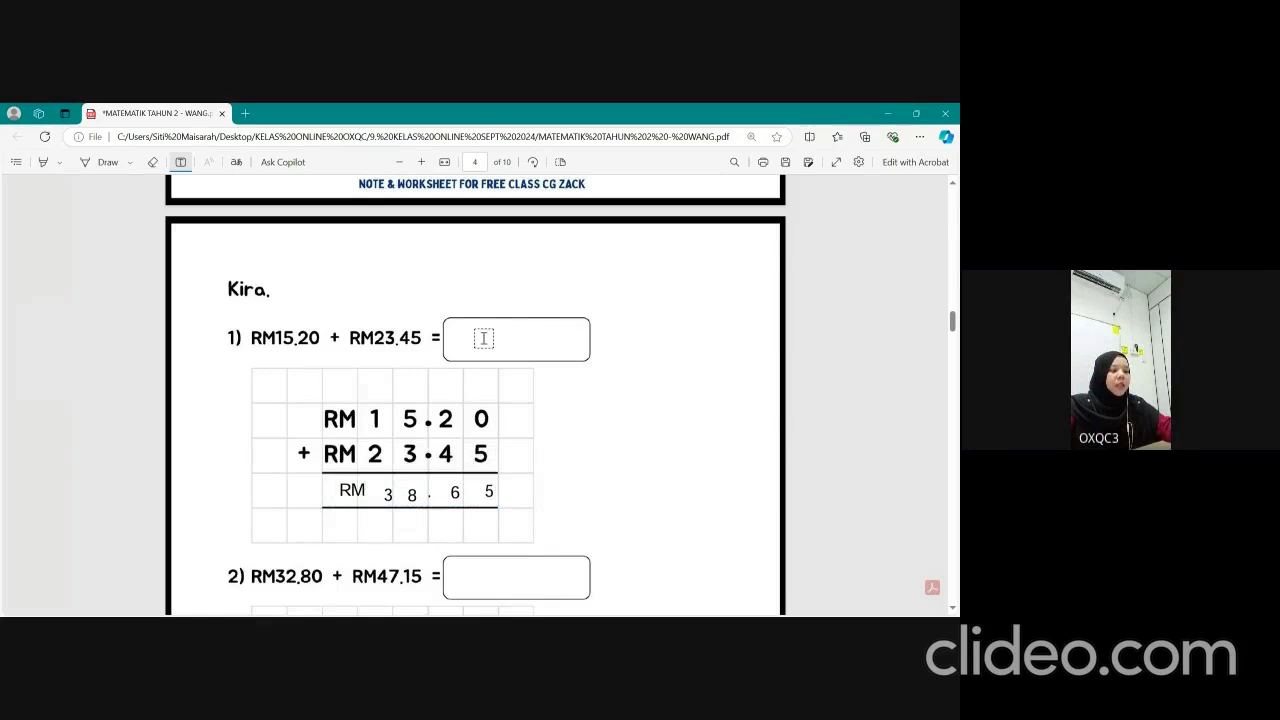 *MATEMATIK TAHUN 2 - WANG.p
File
C:/Users/Siti%20Maisarah/Desktop/KELAS%20ONLINE%20OXQC/9.%20KELAS%20ONLINE%20SEPT%202024/MATEMATIK%20TAHUN%202%20-%20WANG.pdf
Draw
Ask Copilot
4 of 10
Edit with Acrobat
NOTE & WORKSHEET FOR FREE CLASS CG ZACK
Kira.
1) RM15.20 + RM23.45 =
RM 1 5 . 2 0
+ RM 2 3 . 4 5
RM 3 8 . 6 5
2) RM32.80 + RM47.15 =
OXQC3
clideo.com